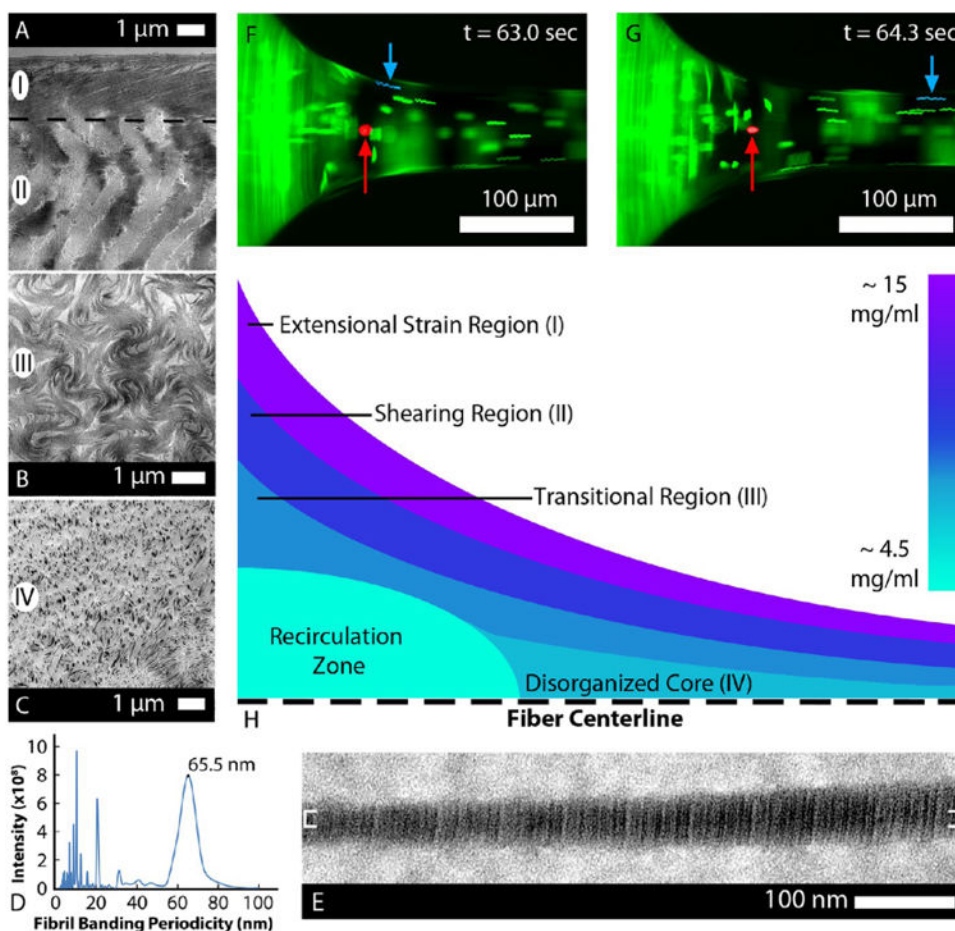 A
1 µm
I
II
III
B
1 µm
IV
C
1 µm
F
t = 63.0 sec
100 µm
G
t = 64.3 sec
100 µm
Extensional Strain Region (I)
Shearing Region (II)
Transitional Region (III)
Recirculation
Zone
Disorganized Core (IV)
~ 15
mg/ml
~ 4.5
mg/ml
H
Fiber Centerline
Intensity (x10⁸)
10
8
6
4
2
0
65.5 nm
0
20
40
60
80
100
D
Fibril Banding Periodicity (nm)
E
100 nm